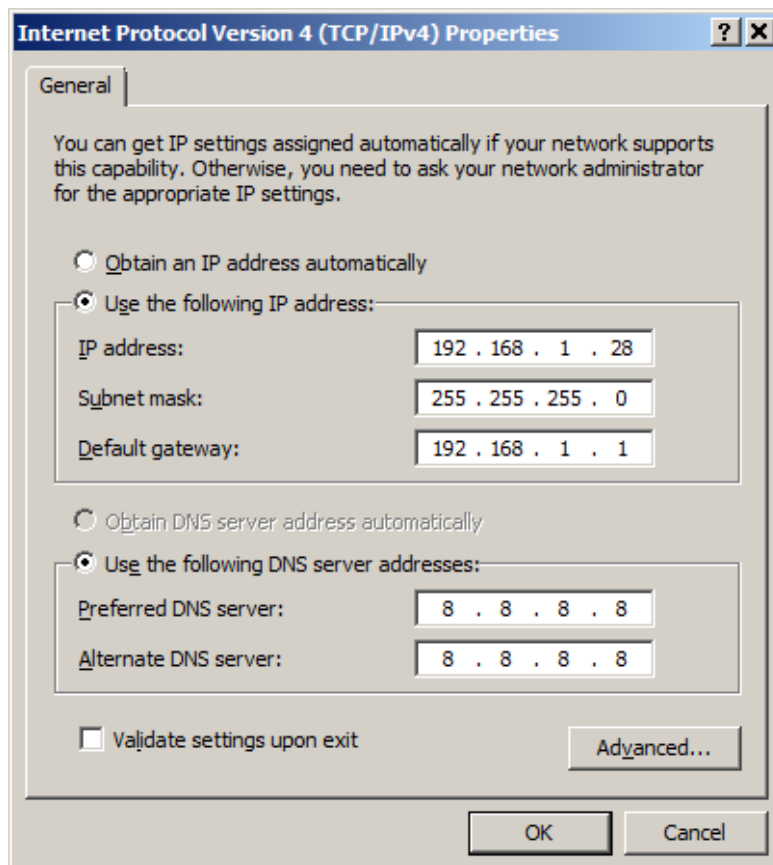 Internet Protocol Version 4 (TCP/IPv4) Properties
General
You can get IP settings assigned automatically if your network supports
this capability. Otherwise, you need to ask your network administrator
for the appropriate IP settings.
Obtain an IP address automatically
Use the following IP address:
IP address: 192 . 168 . 1 . 28
Subnet mask: 255 . 255 . 255 . 0
Default gateway: 192 . 168 . 1 . 1
Obtain DNS server address automatically
Use the following DNS server addresses:
Preferred DNS server: 8 . 8 . 8 . 8
Alternate DNS server: 8 . 8 . 8 . 8
Validate settings upon exit
Advanced...
OK Cancel